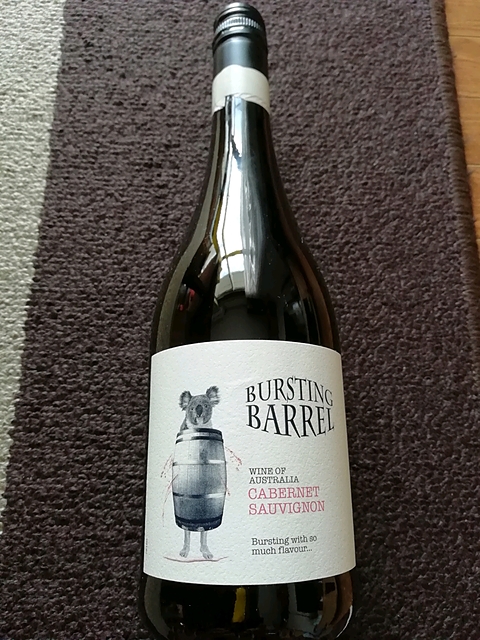 BURSTING
BARREL
WINE OF
AUSTRALIA
CABERNET
SAUVIGNON
Bursting with so
much flavour...